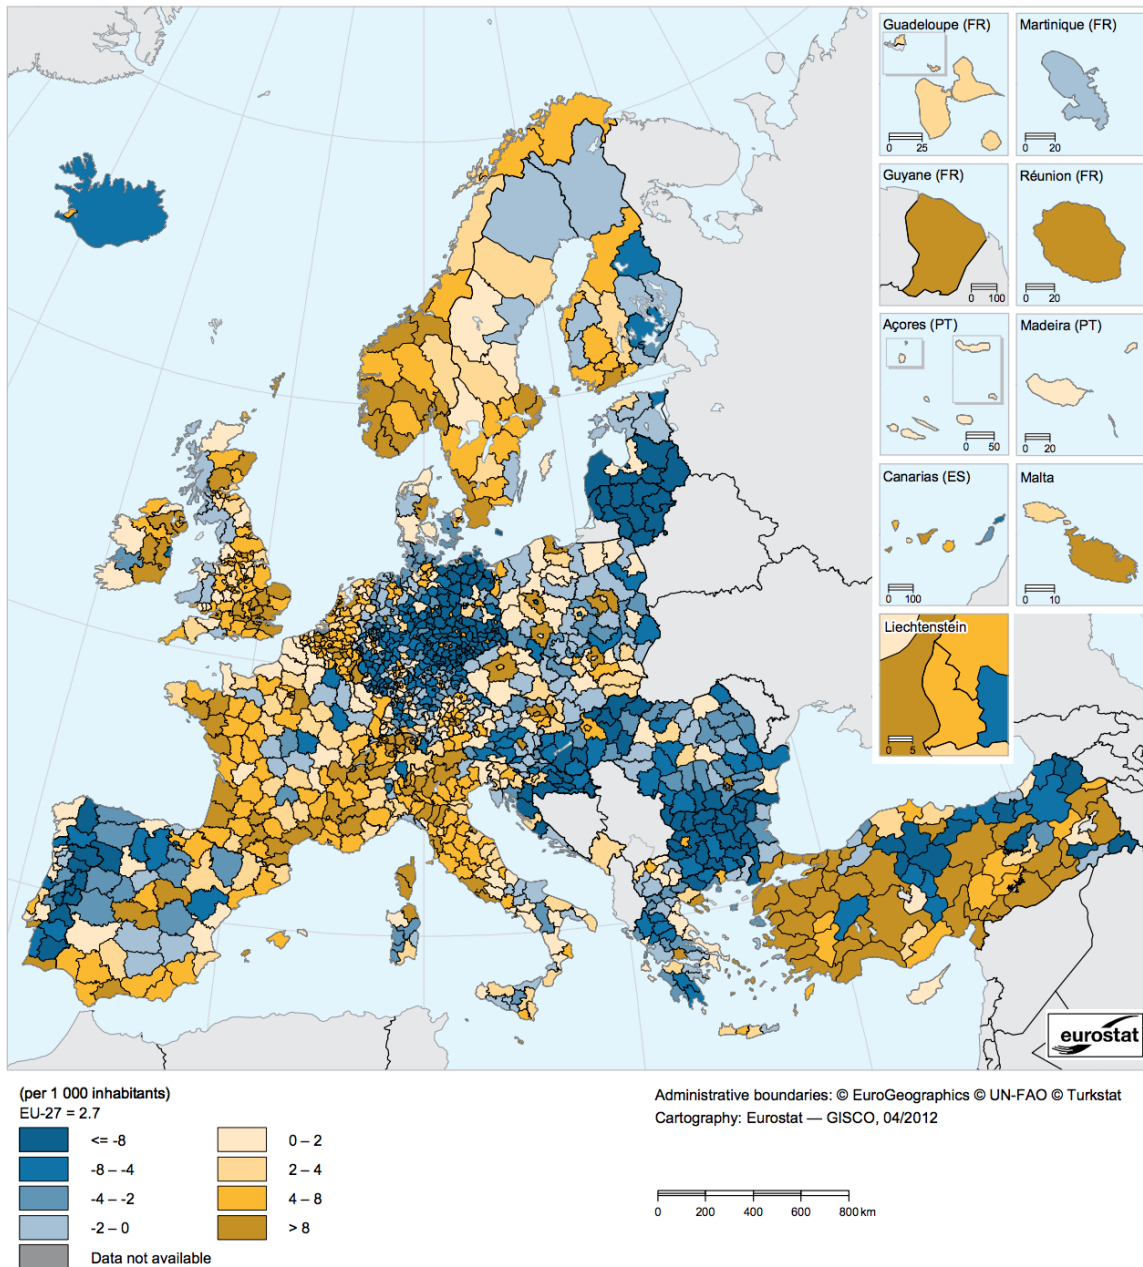 Guadeloupe (FR)
0 25
Martinique (FR)
0 20
Guyane (FR)
0 100
Réunion (FR)
0 20
Açores (PT)
0 50
Madeira (PT)
0 20
Canarias (ES)
0 100
Malta
0 10
Liechtenstein
0 5
eurostat
(per 1 000 inhabitants)
EU-27 = 2.7
<= -8
-8 – -4
-4 – -2
-2 – 0
Data not available
0 – 2
2 – 4
4 – 8
> 8
Administrative boundaries: © EuroGeographics © UN-FAO © Turkstat
Cartography: Eurostat — GISCO, 04/2012
0 200 400 600 800 km